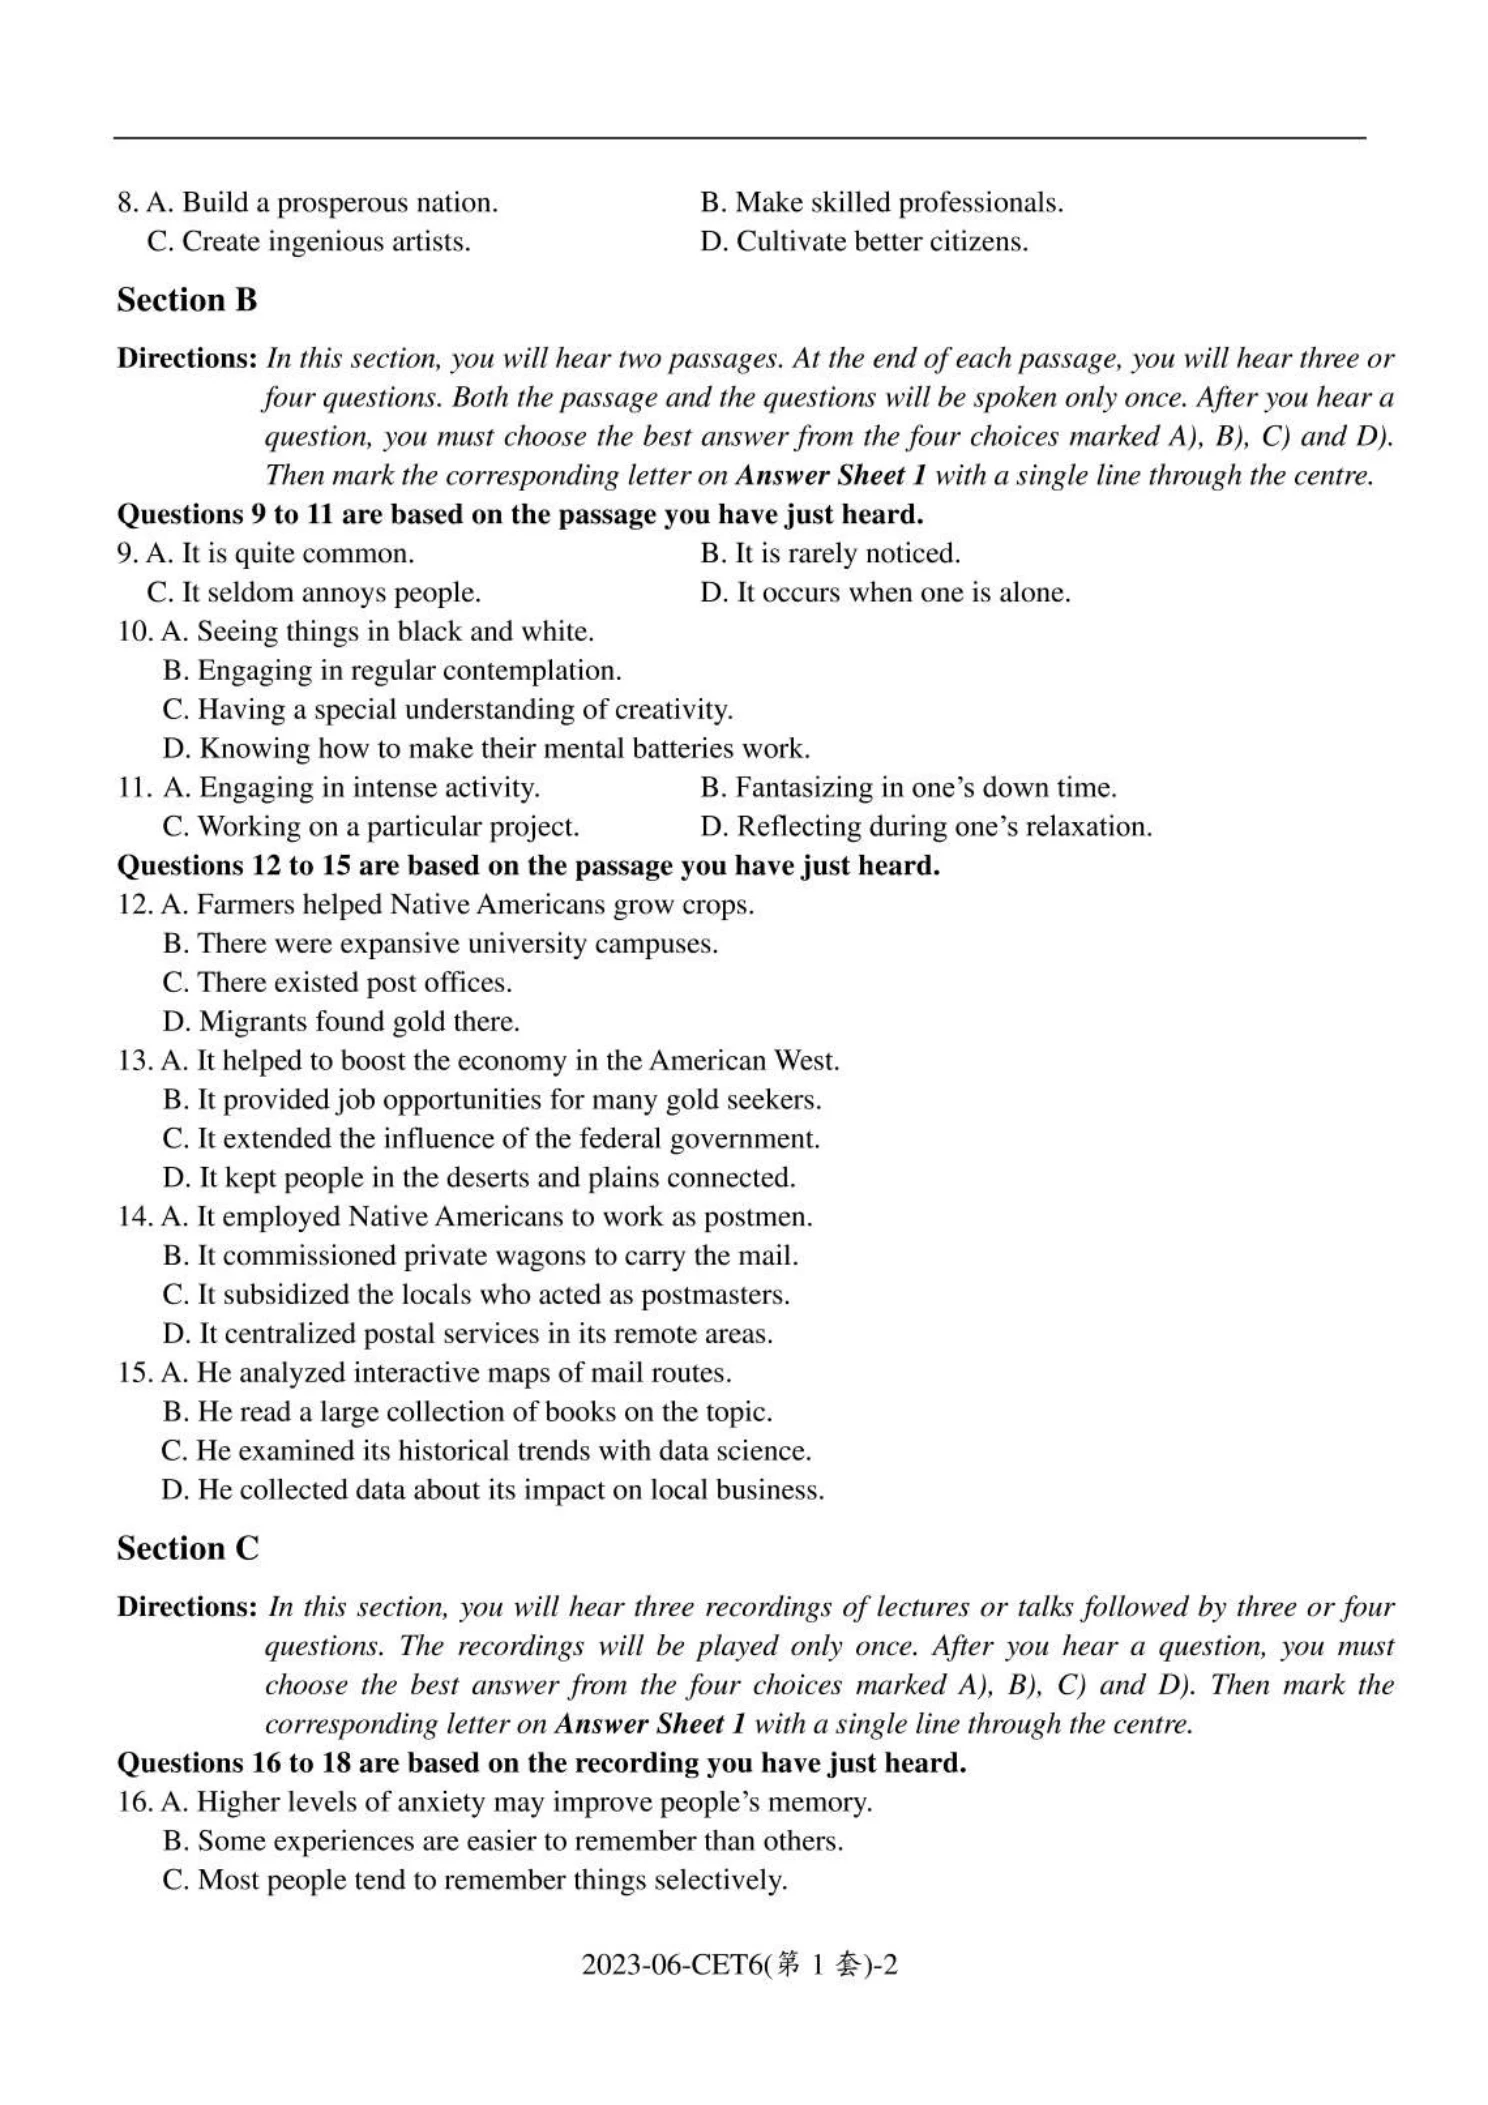 8. A. Build a prosperous nation. B. Make skilled professionals.
C. Create ingenious artists. D. Cultivate better citizens.
Section B
Directions: In this section, you will hear two passages. At the end of each passage, you will hear three or
four questions. Both the passage and the questions will be spoken only once. After you hear a
question, you must choose the best answer from the four choices marked A), B), C) and D).
Then mark the corresponding letter on Answer Sheet 1 with a single line through the centre.
Questions 9 to 11 are based on the passage you have just heard.
9. A. It is quite common. B. It is rarely noticed.
C. It seldom annoys people. D. It occurs when one is alone.
10. A. Seeing things in black and white.
B. Engaging in regular contemplation.
C. Having a special understanding of creativity.
D. Knowing how to make their mental batteries work.
11. A. Engaging in intense activity. B. Fantasizing in one's down time.
C. Working on a particular project. D. Reflecting during one's relaxation.
Questions 12 to 15 are based on the passage you have just heard.
12. A. Farmers helped Native Americans grow crops.
B. There were expansive university campuses.
C. There existed post offices.
D. Migrants found gold there.
13. A. It helped to boost the economy in the American West.
B. It provided job opportunities for many gold seekers.
C. It extended the influence of the federal government.
D. It kept people in the deserts and plains connected.
14. A. It employed Native Americans to work as postmen.
B. It commissioned private wagons to carry the mail.
C. It subsidized the locals who acted as postmasters.
D. It centralized postal services in its remote areas.
15. A. He analyzed interactive maps of mail routes.
B. He read a large collection of books on the topic.
C. He examined its historical trends with data science.
D. He collected data about its impact on local business.
Section C
Directions: In this section, you will hear three recordings of lectures or talks followed by three or four
questions. The recordings will be played only once. After you hear a question, you must
choose the best answer from the four choices marked A), B), C) and D). Then mark the
corresponding letter on Answer Sheet 1 with a single line through the centre.
Questions 16 to 18 are based on the recording you have just heard.
16. A. Higher levels of anxiety may improve people's memory.
B. Some experiences are easier to remember than others.
C. Most people tend to remember things selectively.
2023-06-CET6(第 1 套)-2